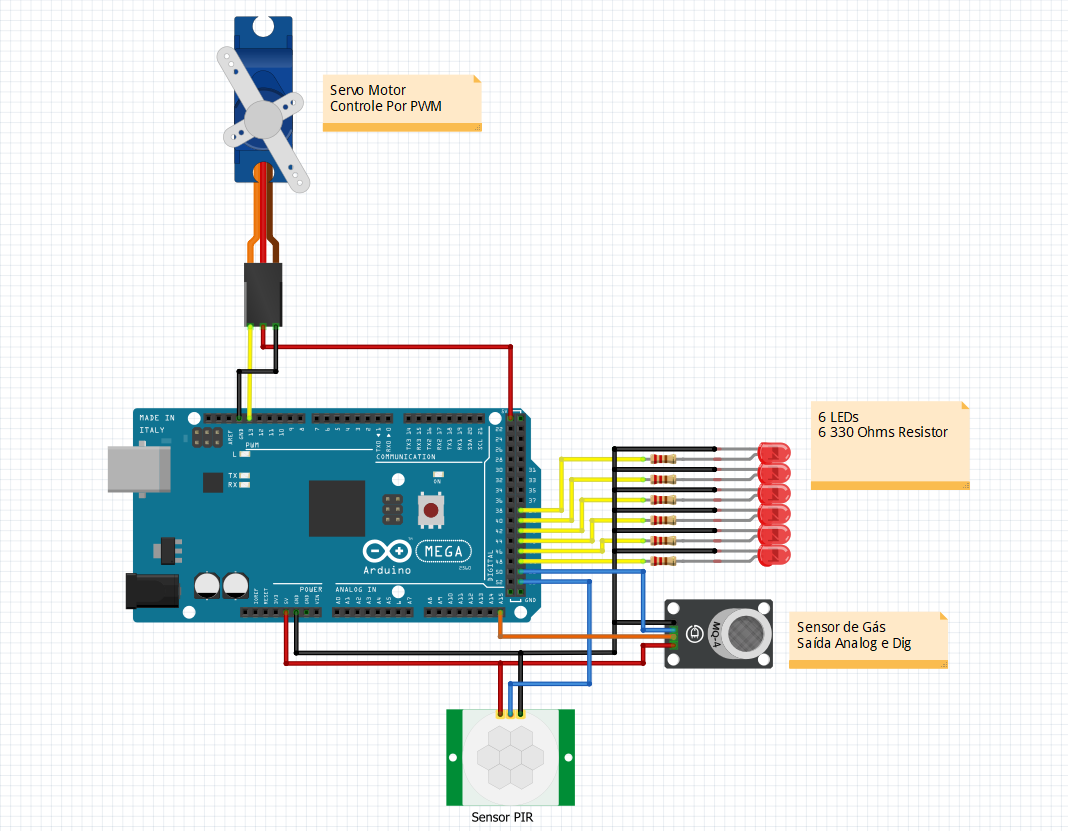 Servo Motor
Controle Por PWM
MADE IN
ITALY
AREF
GND
13
12
11
10
9
8
7
6
5
4
3
2
TX0 1
RX0 0
TX3 14
RX3 15
TX2 16
RX2 17
TX1 18
RX1 19
SDA 20
SCL 21
PWM
COMMUNICATION
L
TX
RX
ON
22
24
26
28
30
32
34
36
38
40
42
44
46
48
50
52
31
33
35
37
DIGITAL
GND
MEGA
2560
Arduino
POWER
ANALOG IN
IOREF
RESET
3V3
5V
GND
GND
VIN
A1
A2
A3
A4
A5
A7
A8
A9
A10
A11
A12
A13
A14
A15
6 LEDs
6 330 Ohms Resistor
MQ-4
Sensor de Gás
Saída Analog e Dig
Sensor PIR